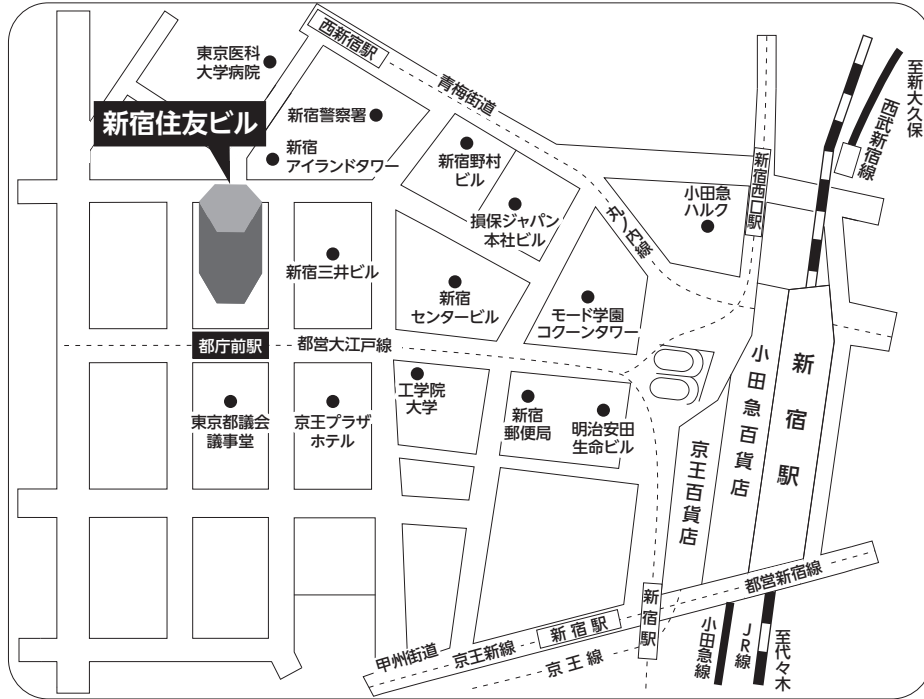 西新宿駅
東京医科
大学病院
青梅街道
至新大久保
西武新宿線
新宿警察署
新宿住友ビル
新宿
アイランドタワー
新宿野村
ビル
新宿西口駅
小田急
ハルク
損保ジャパン
本社ビル
丸ノ内線
新宿三井ビル
新宿
センタービル
モード学園
コクーンタワー
都庁前駅
都営大江戸線
小田急百貨店
新宿駅
工学院
大学
東京都議会
議事堂
京王プラザ
ホテル
新宿
郵便局
明治安田
生命ビル
京王百貨店
都営新宿線
新宿駅
新宿駅
甲州街道
京王新線
京王線
小田急線
JR線
至代々木